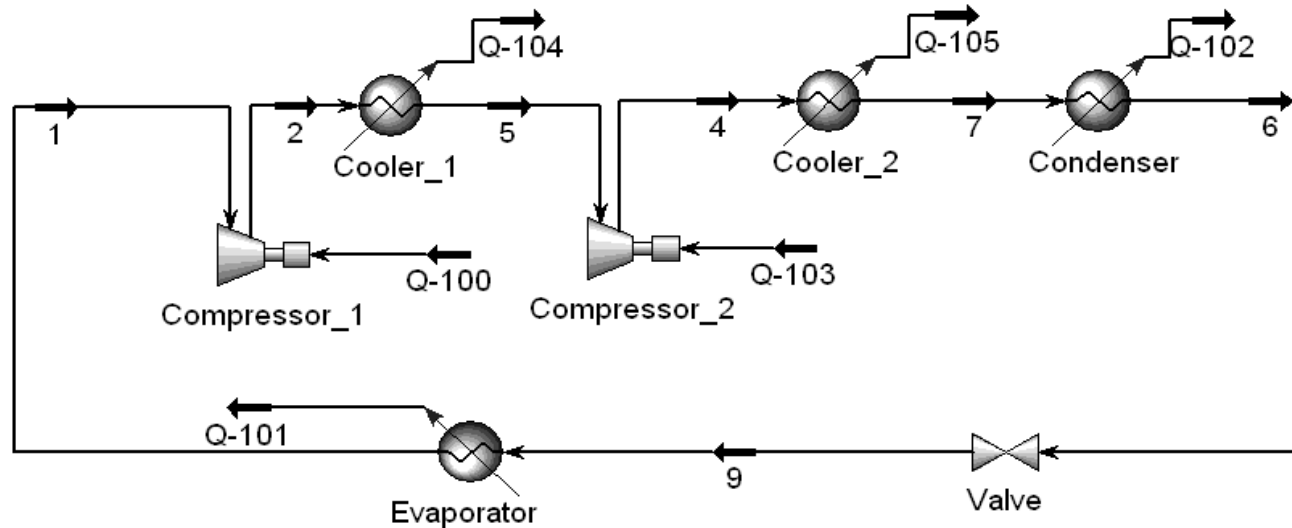 Q-104
Q-105
Q-102
1
2
5
4
7
6
Cooler_1
Cooler_2
Condenser
Q-100
Q-103
Compressor_1
Compressor_2
Q-101
9
Evaporator
Valve